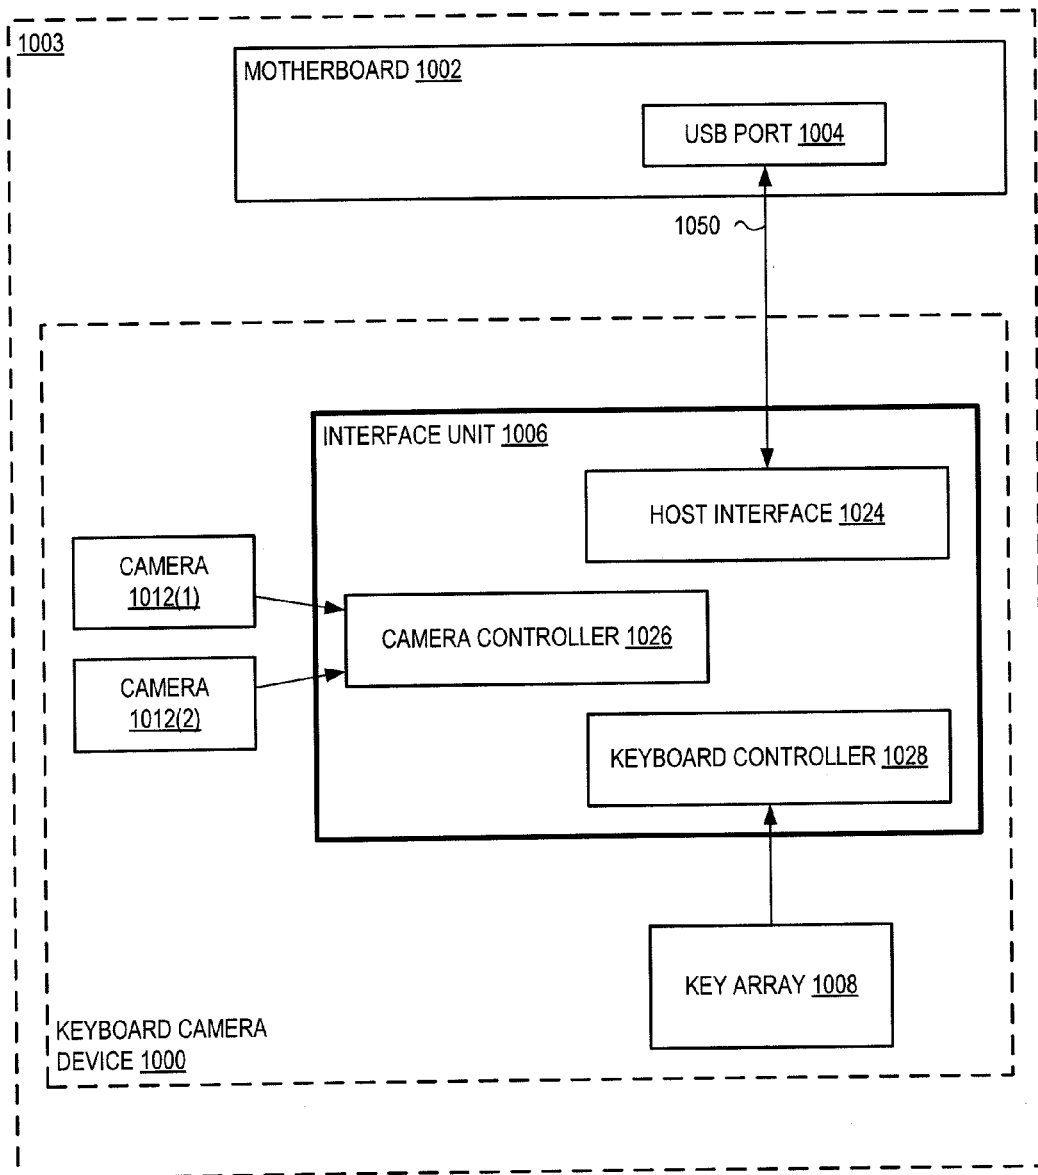 1003
MOTHERBOARD 1002
USB PORT 1004
1050
INTERFACE UNIT 1006
HOST INTERFACE 1024
CAMERA
1012(1)
CAMERA CONTROLLER 1026
CAMERA
1012(2)
KEYBOARD CONTROLLER 1028
KEY ARRAY 1008
KEYBOARD CAMERA
DEVICE 1000